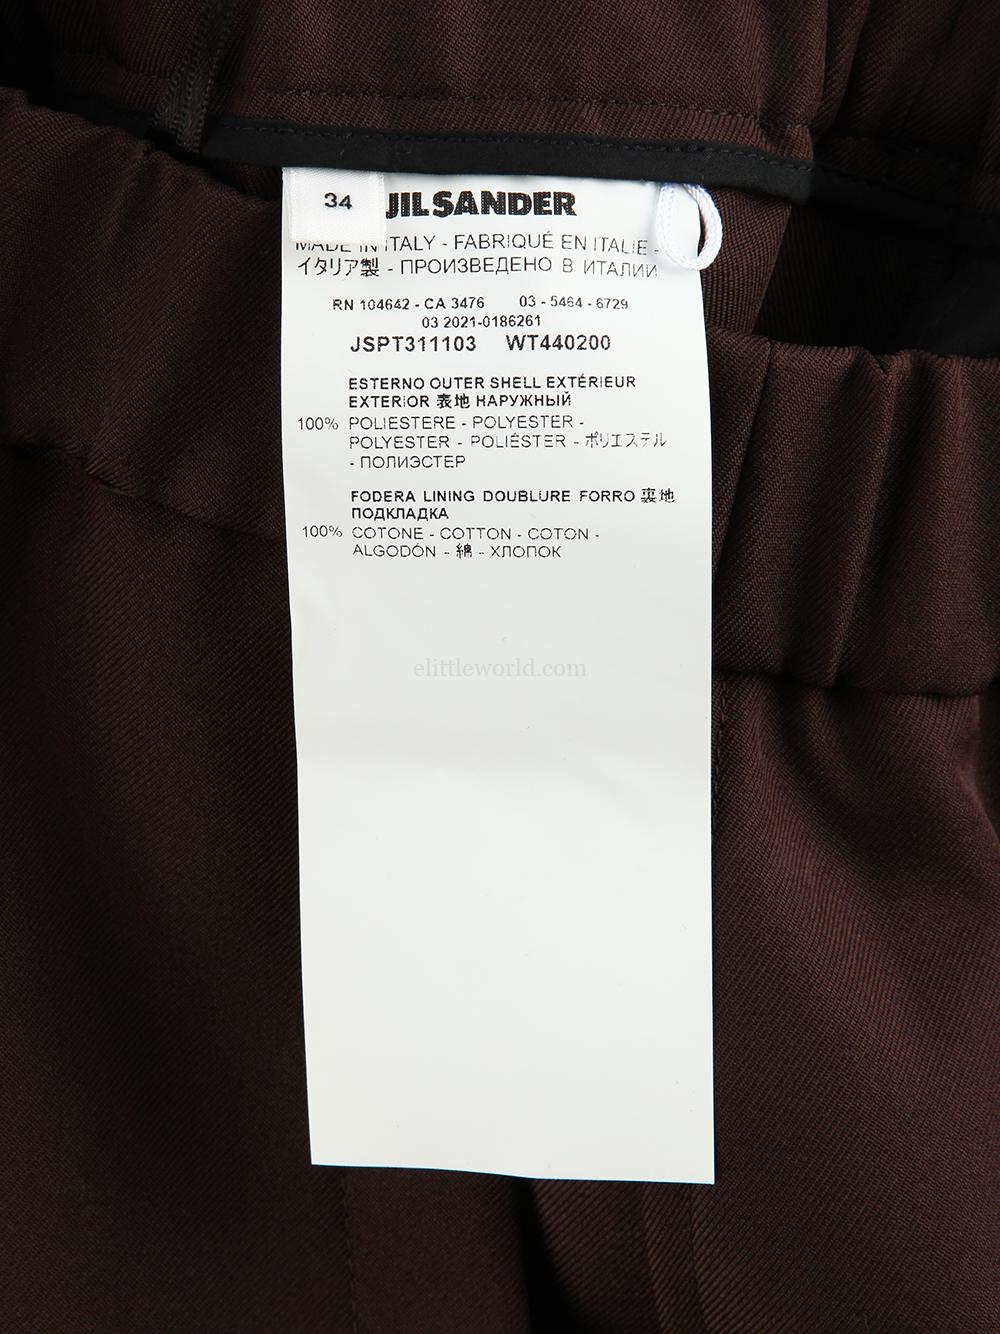 34
JIL SANDER
MADE IN ITALY - FABRIQUÉ EN ITALIE -
イタリア製 - ПРОИЗВЕДЕНО В ИТАЛИИ
RN 104642 - CA 3476 03 - 5464 - 6729
03 2021-0186261
JSPT311103 WT440200
ESTERNO OUTER SHELL EXTÉRIEUR
EXTERIOR 表地 НАРУЖНЫЙ
100% POLIESTERE - POLYESTER -
POLYESTER - POLIÉSTER - ポリエステル
- ПОЛИЭСТЕР
FODERA LINING DOUBLURE FORRO 裏地
ПОДКЛАДКА
100% COTONE - COTTON - COTON -
ALGODÓN - 綿 - ХЛОПОК
elittleworld.com